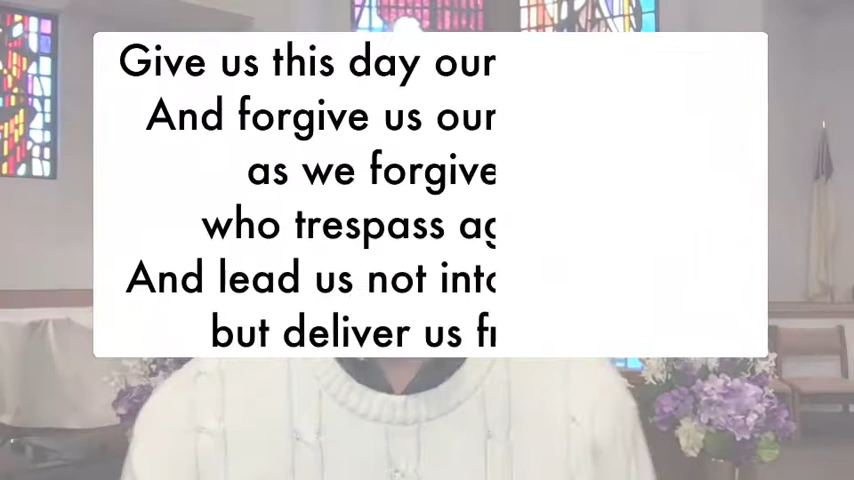 Give us this day our
And forgive us our
as we forgive
who trespass
And lead us not
but deliver us